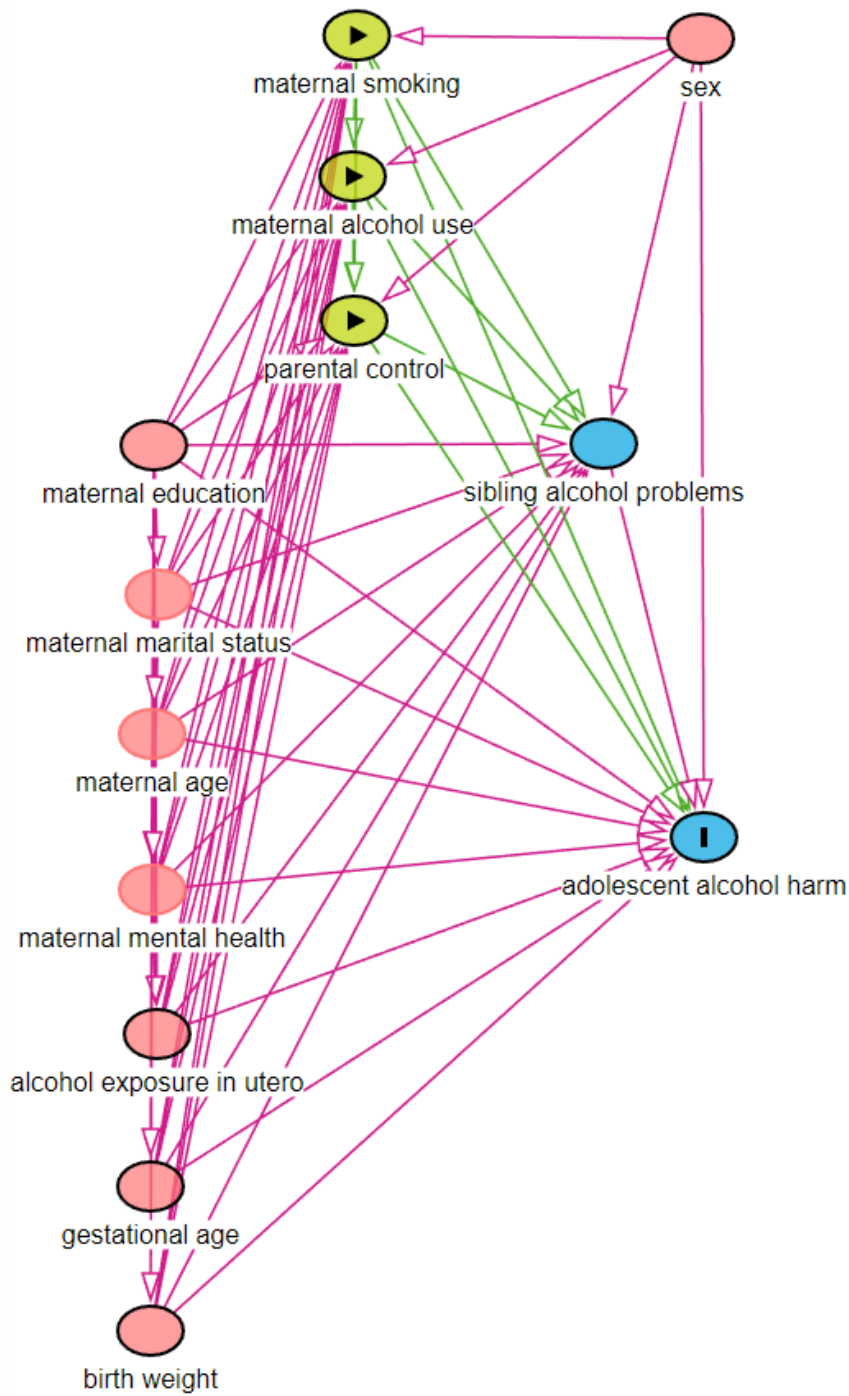 maternal smoking
sex
maternal alcohol use
parental control
maternal education
sibling alcohol problems
maternal marital status
maternal age
adolescent alcohol harm
maternal mental health
alcohol exposure in utero
gestational age
birth weight